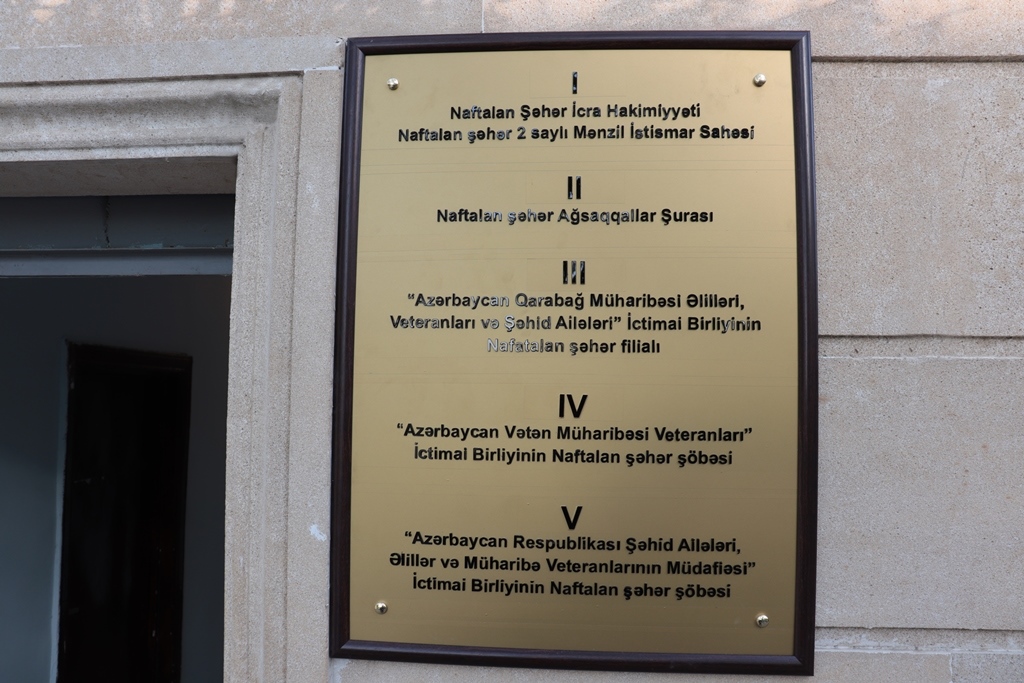 I
Naftalan Şəhər İcra Hakimiyyəti
Naftalan şəhər 2 saylı Mənzil İstismar Sahəsi
II
Naftalan şəhər Ağsaqqallar Şurası
III
“Azərbaycan Qarabağ Müharibəsi Əlilləri,
Veteranları və Şəhid Ailələri” İctimai Birliyinin
Nafatalan şəhər filialı
IV
“Azərbaycan Vətən Müharibəsi Veteranları”
İctimai Birliyinin Naftalan şəhər şöbəsi
V
“Azərbaycan Respublikası Şəhid Ailələri,
Əlillər və Müharibə Veteranlarının Müdafiəsi”
İctimai Birliyinin Naftalan şəhər şöbəsi